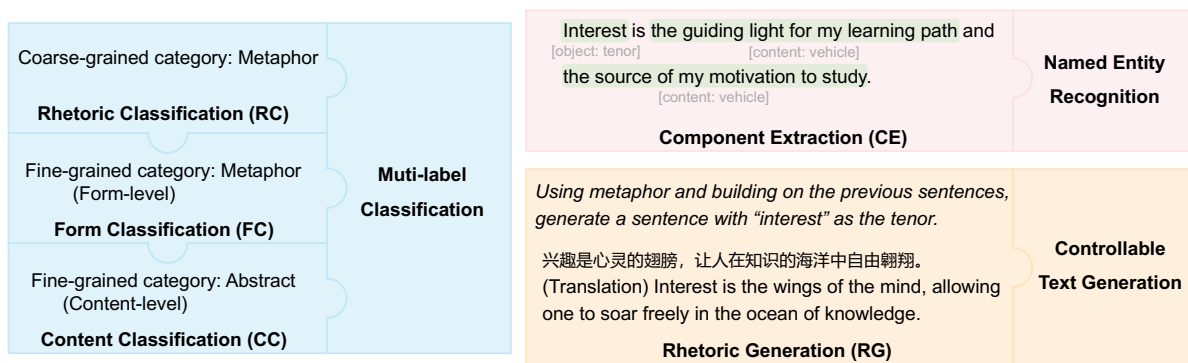 Coarse-grained category: Metaphor
Rhetoric Classification (RC)
Fine-grained category: Metaphor
(Form-level)
Form Classification (FC)
Fine-grained category: Abstract
(Content-level)
Content Classification (CC)
Muti-label
Classification
Interest is the guiding light for my learning path and
[object: tenor] [content: vehicle]
the source of my motivation to study.
[content: vehicle]
Component Extraction (CE)
Named Entity
Recognition
Using metaphor and building on the previous sentences,
generate a sentence with “interest” as the tenor.
兴趣是心灵的翅膀，让人在知识的海洋中自由翱翔。
(Translation) Interest is the wings of the mind, allowing
one to soar freely in the ocean of knowledge.
Rhetoric Generation (RG)
Controllable
Text Generation